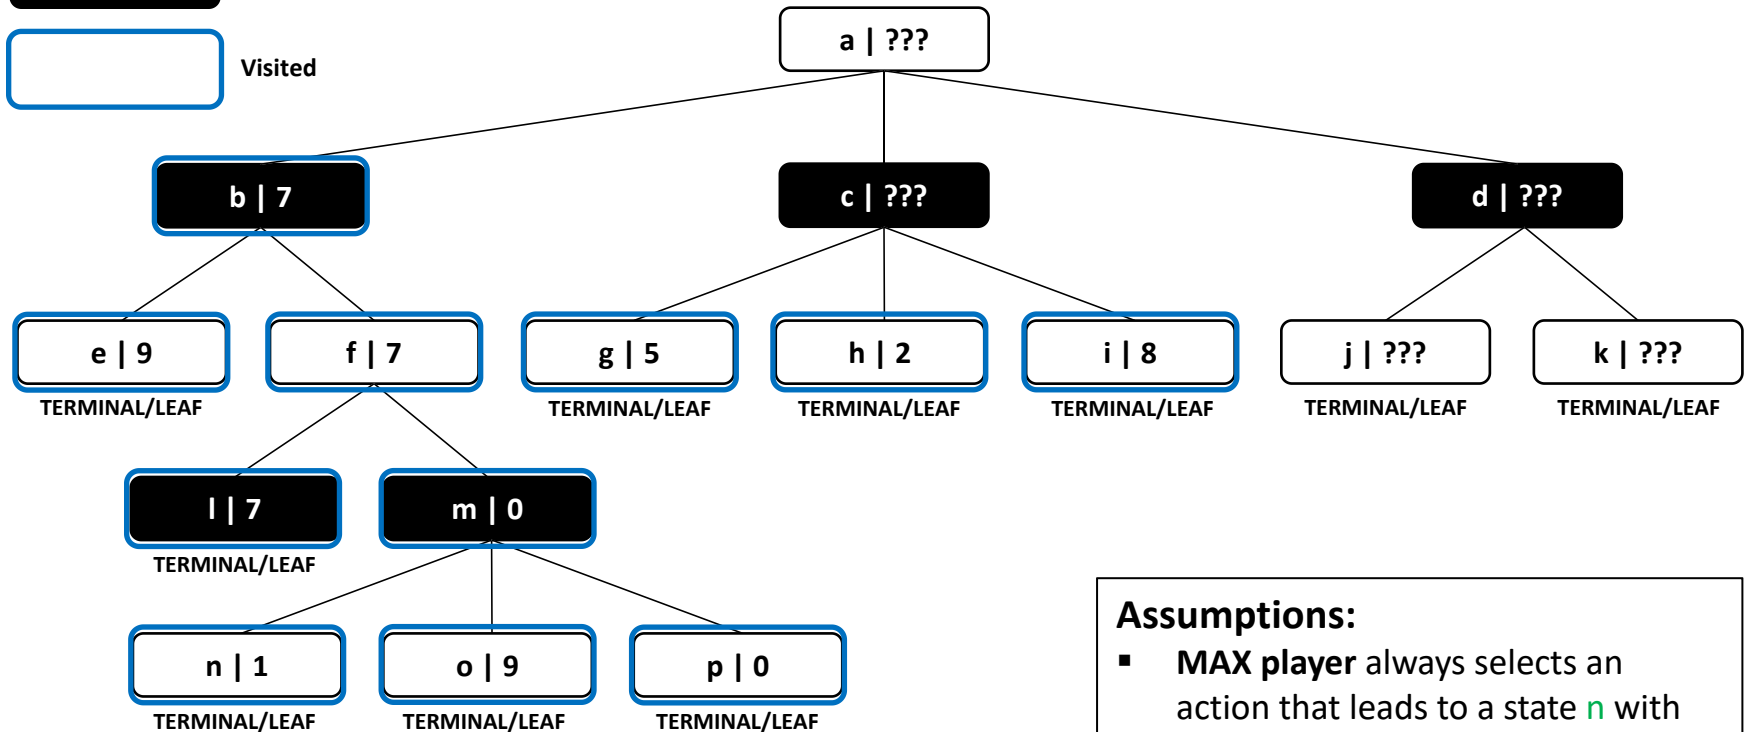 a | ???
Visited
b | 7
c | ???
d | ???
e | 9
f | 7
g | 5
h | 2
i | 8
j | ???
k | ???
TERMINAL/LEAF
TERMINAL/LEAF
TERMINAL/LEAF
TERMINAL/LEAF
TERMINAL/LEAF
TERMINAL/LEAF
l | 7
m | 0
TERMINAL/LEAF
n | 1
o | 9
p | 0
TERMINAL/LEAF
TERMINAL/LEAF
TERMINAL/LEAF
Assumptions:
▪ MAX player always selects an
action that leads to a state n with